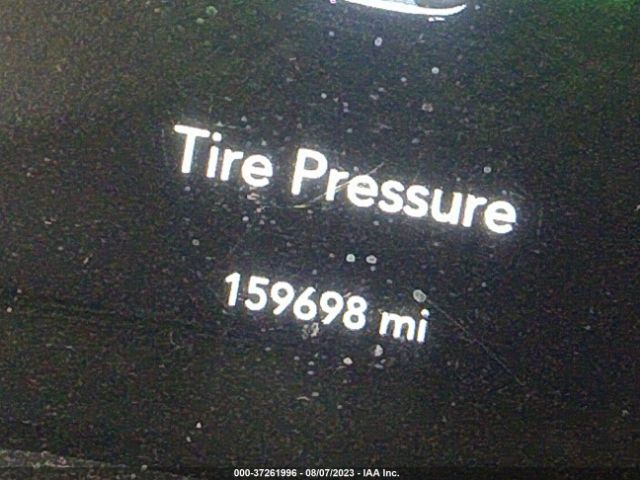 Tire Pressure
159698 mi
000-37261996 - 08/07/2023 - IAA Inc.